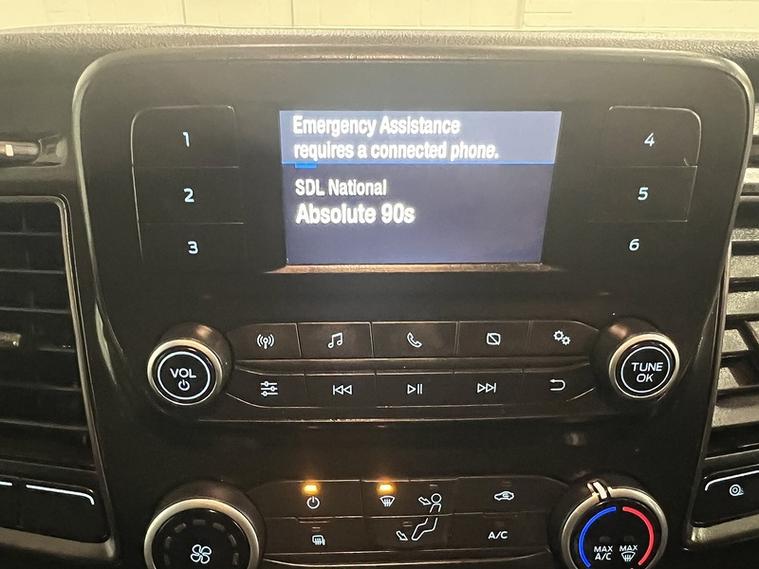 Emergency Assistance
requires a connected phone.
SDL National
Absolute 90s
1
2
3
4
5
6
VOL
TUNE
OK
A/C
MAX
A/C
MAX